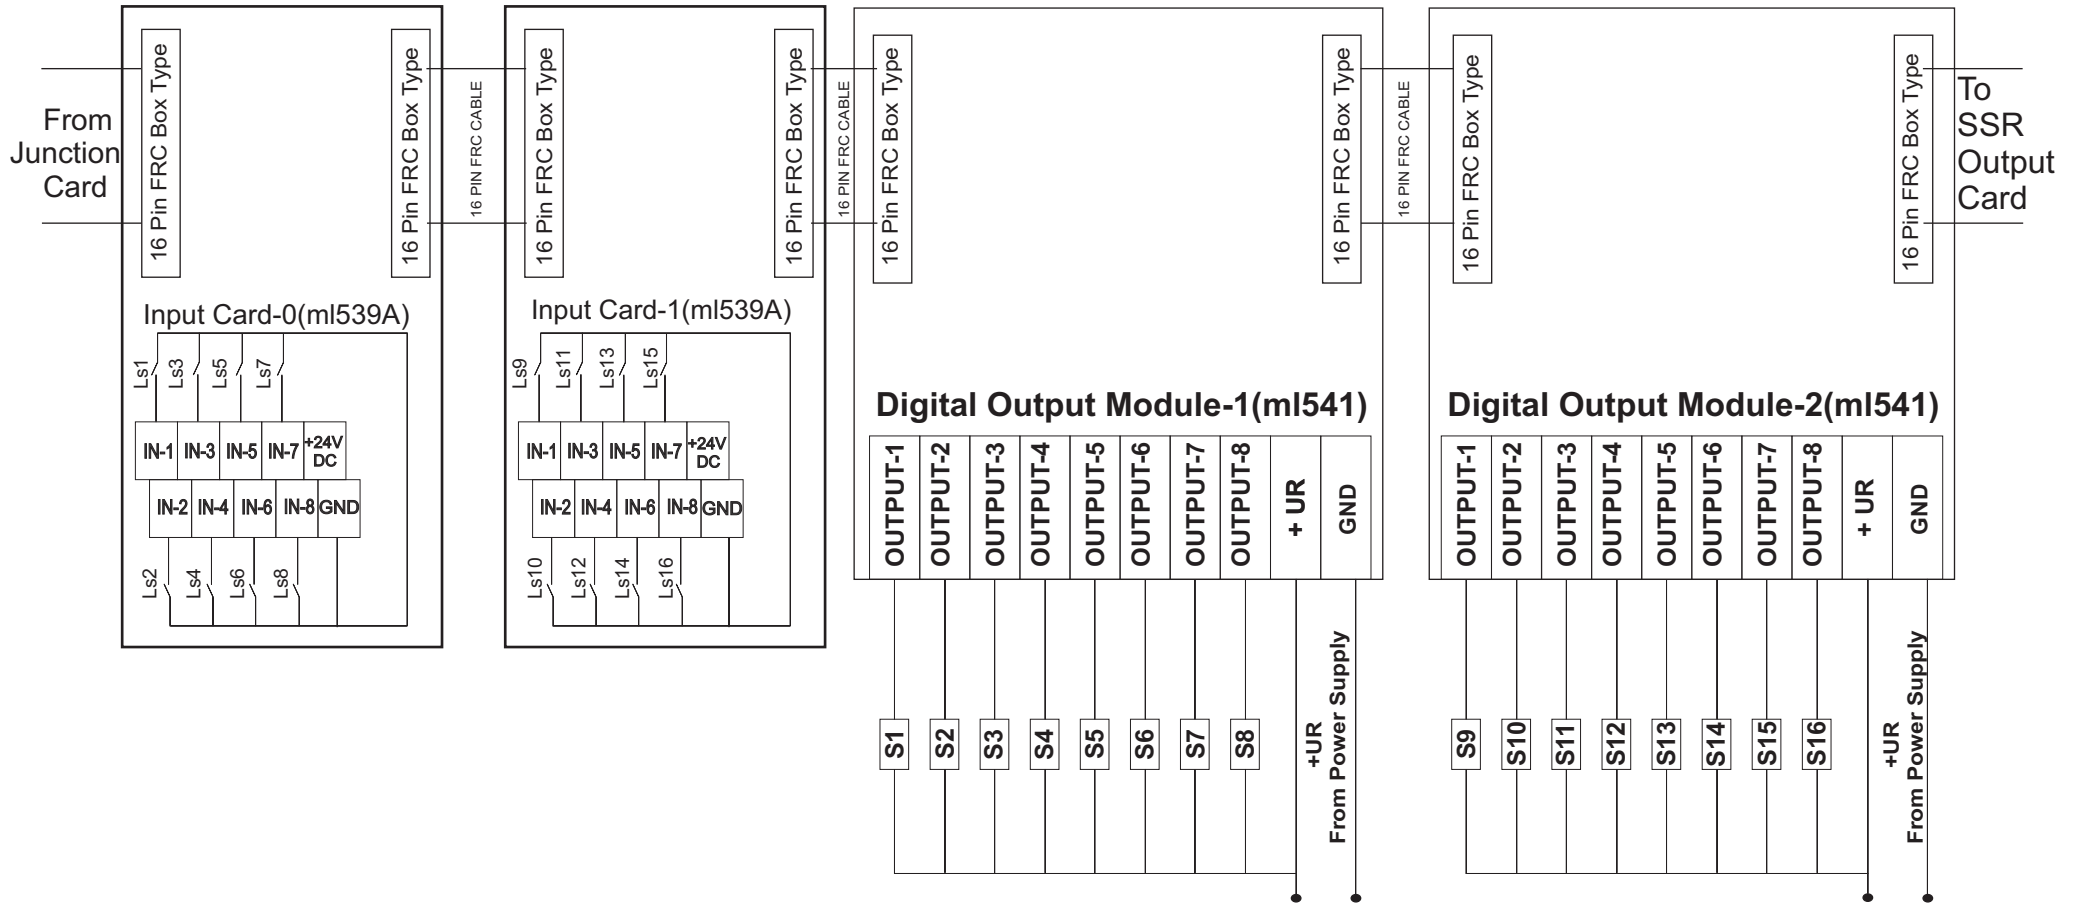 From
Junction
Card
16 Pin FRC Box Type
16 Pin FRC Box Type
Input Card-0(ml539A)
Ls1
Ls3
Ls5
Ls7
IN-1
IN-3
IN-5
IN-7
+24V
DC
IN-2
IN-4
IN-6
IN-8
GND
Ls2
Ls4
Ls6
Ls8
16 PIN FRC CABLE
16 Pin FRC Box Type
16 Pin FRC Box Type
Input Card-1(ml539A)
Ls9
Ls11
Ls13
Ls15
IN-1
IN-3
IN-5
IN-7
+24V
DC
IN-2
IN-4
IN-6
IN-8
GND
Ls10
Ls12
Ls14
Ls16
16 PIN FRC CABLE
16 Pin FRC Box Type
16 Pin FRC Box Type
Digital Output Module-1(ml541)
OUTPUT-1
OUTPUT-2
OUTPUT-3
OUTPUT-4
OUTPUT-5
OUTPUT-6
OUTPUT-7
OUTPUT-8
+ UR
GND
S1
S2
S3
S4
S5
S6
S7
S8
+UR
From Power Supply
16 PIN FRC CABLE
16 Pin FRC Box Type
16 Pin FRC Box Type
Digital Output Module-2(ml541)
OUTPUT-1
OUTPUT-2
OUTPUT-3
OUTPUT-4
OUTPUT-5
OUTPUT-6
OUTPUT-7
OUTPUT-8
+ UR
GND
S9
S10
S11
S12
S13
S14
S15
S16
+UR
From Power Supply
To
SSR
Output
Card